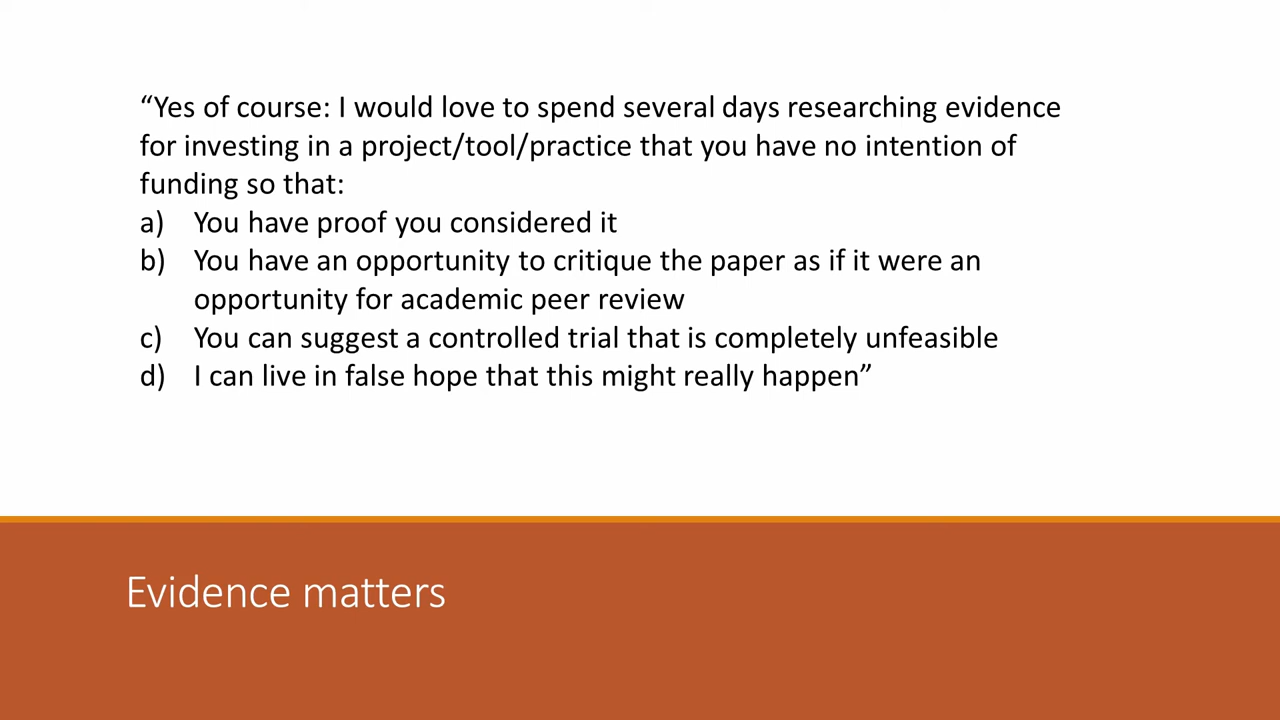 “Yes of course: I would love to spend several days researching evidence
for investing in a project/tool/practice that you have no intention of
funding so that:
a) You have proof you considered it
b) You have an opportunity to critique the paper as if it were an
opportunity for academic peer review
c) You can suggest a controlled trial that is completely unfeasible
d) I can live in false hope that this might really happen”
Evidence matters